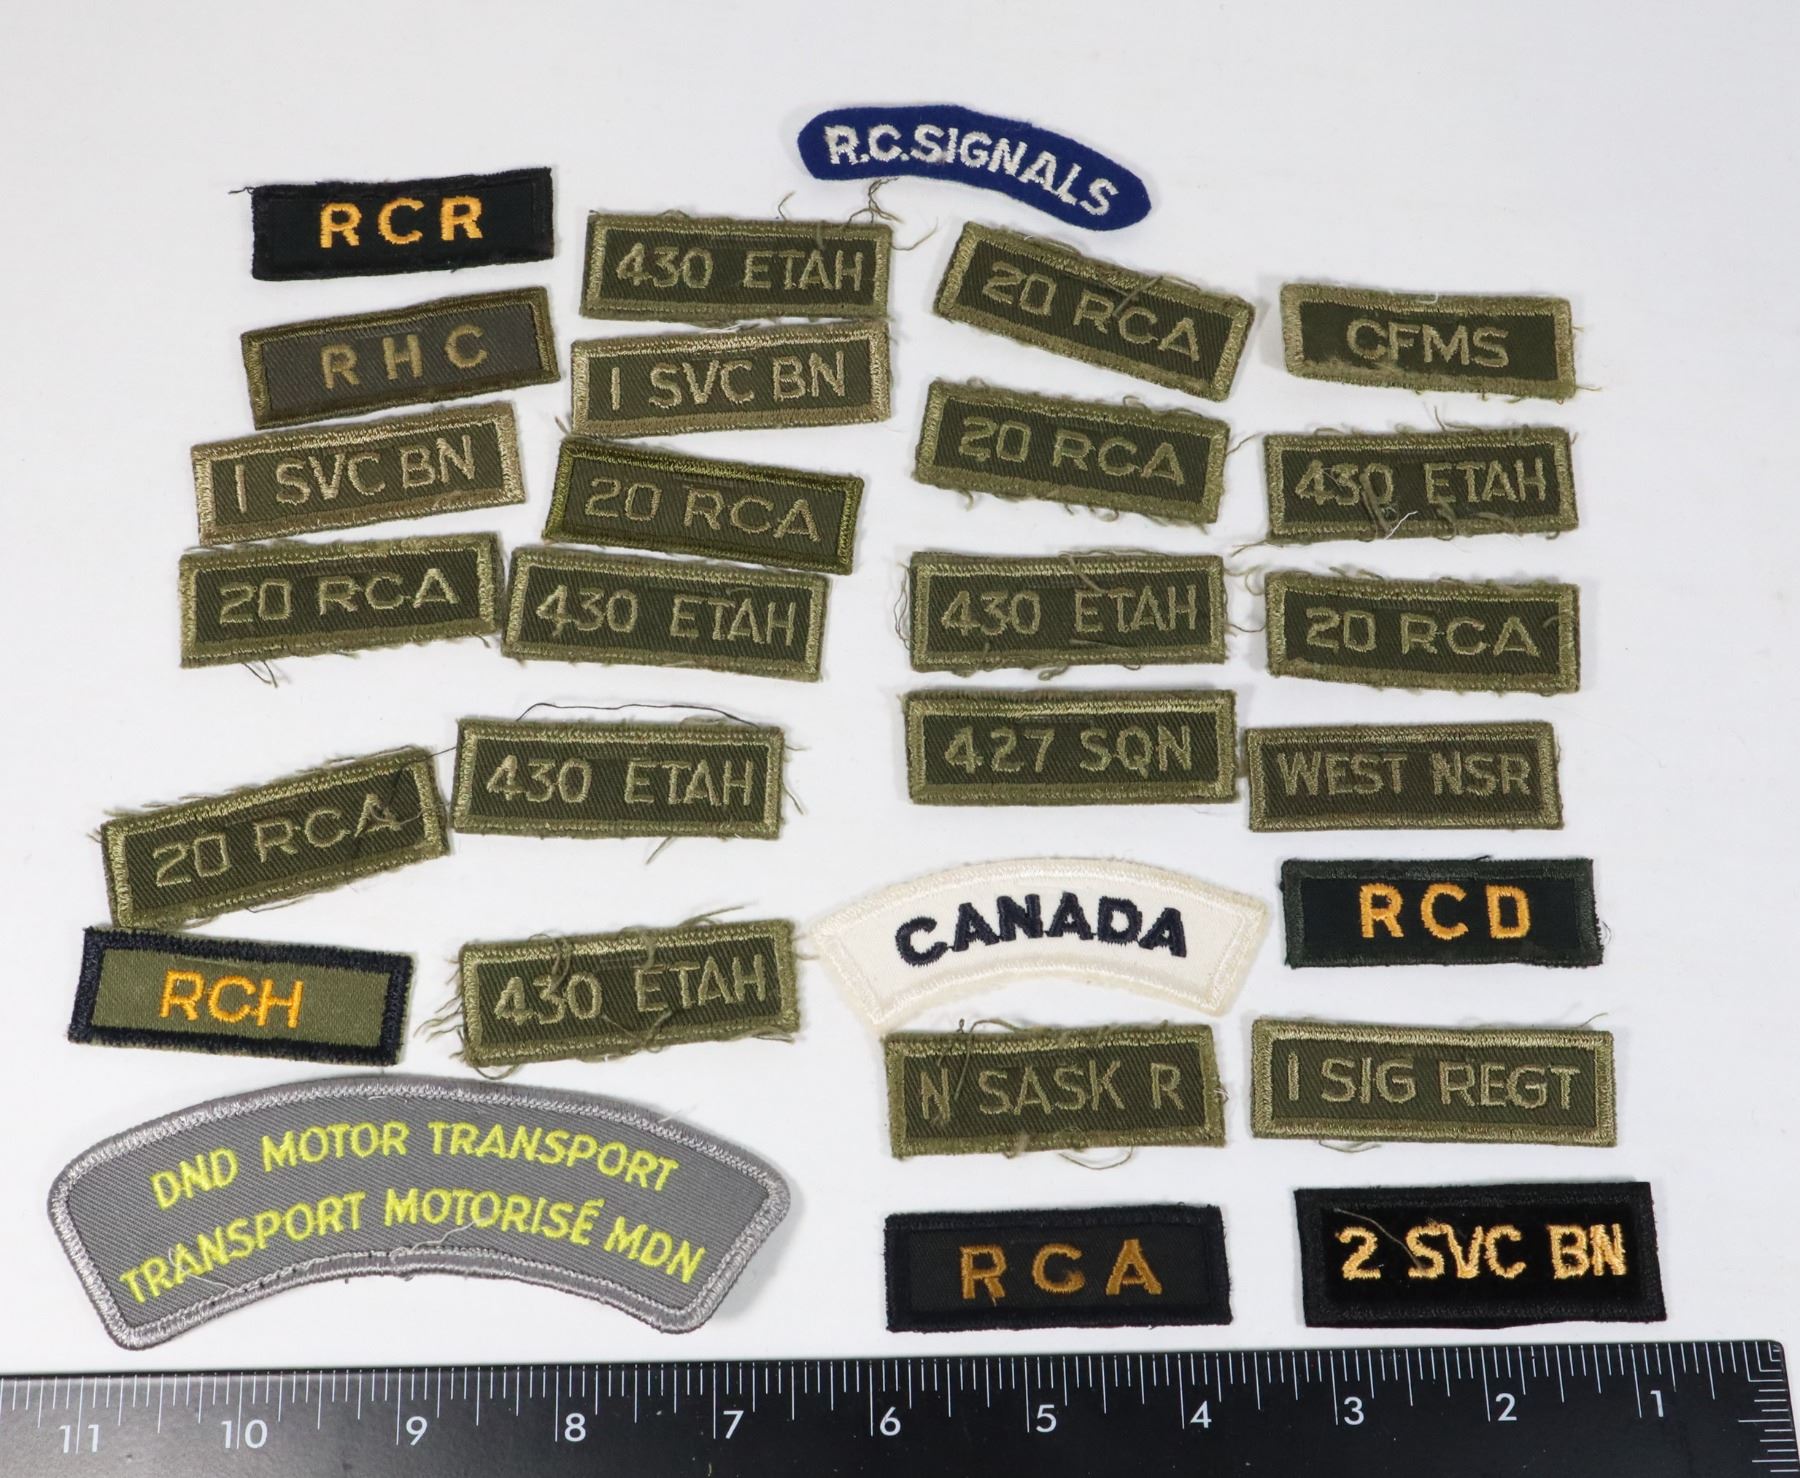 R.C.SIGNALS
RCR
430 ETAH
20 RCA
CFMS
RHC
1 SVC BN
20 RCA
430 ETAH
1 SVC BN
20 RCA
20 RCA
430 ETAH
430 ETAH
20 RCA
20 RCA
430 ETAH
427 SQN
WEST NSR
CANADA
RCD
RCH
430 ETAH
N SASK R
1 SIG REGT
DND MOTOR TRANSPORT
TRANSPORT MOTORISÉ MDN
RCA
2 SVC BN
11 10 9 8 7 6 5 4 3 2 1